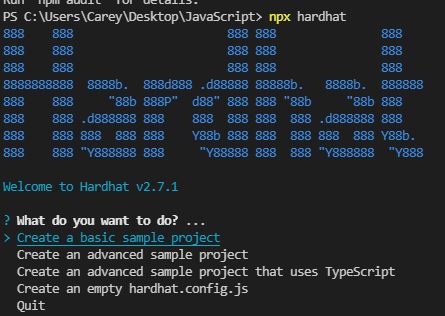 Run `npm audit` for details.
PS C:\Users\Carey\Desktop\JavaScript> npx hardhat
888    888                      888 888               888
888    888                      888 888               888
888    888                      888 888               888
8888888888  8888b.  888d888 .d88888 88888b.   8888b.  888888
888    888     "88b 888P"  d88" 888 888 "88b     "88b 888
888    888 .d888888 888    888  888 888  888 .d888888 888
888    888 888  888 888    Y88b 888 888  888 888  888 Y88b.
888    888 "Y888888 888     "Y88888 888  888 "Y888888  "Y888
Welcome to Hardhat v2.7.1
? What do you want to do? ...
> Create a basic sample project
Create an advanced sample project
Create an advanced sample project that uses TypeScript
Create an empty hardhat.config.js
Quit